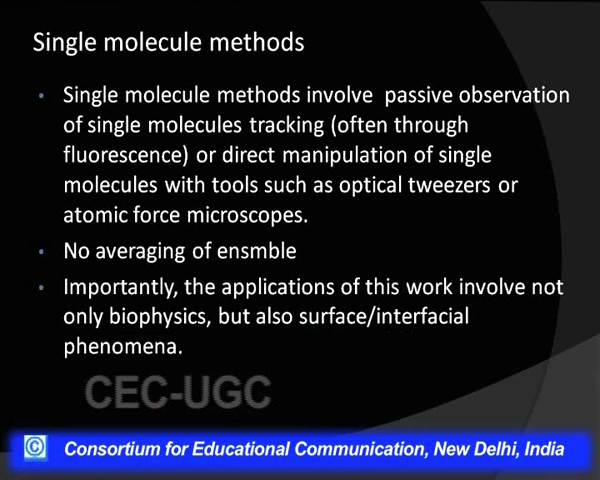 Single molecule methods
• Single molecule methods involve passive observation
of single molecules tracking (often through
fluorescence) or direct manipulation of single
molecules with tools such as optical tweezers or
atomic force microscopes.
• No averaging of ensmble
• Importantly, the applications of this work involve not
only biophysics, but also surface/interfacial
phenomena.
CEC-UGC
© Consortium for Educational Communication, New Delhi, India